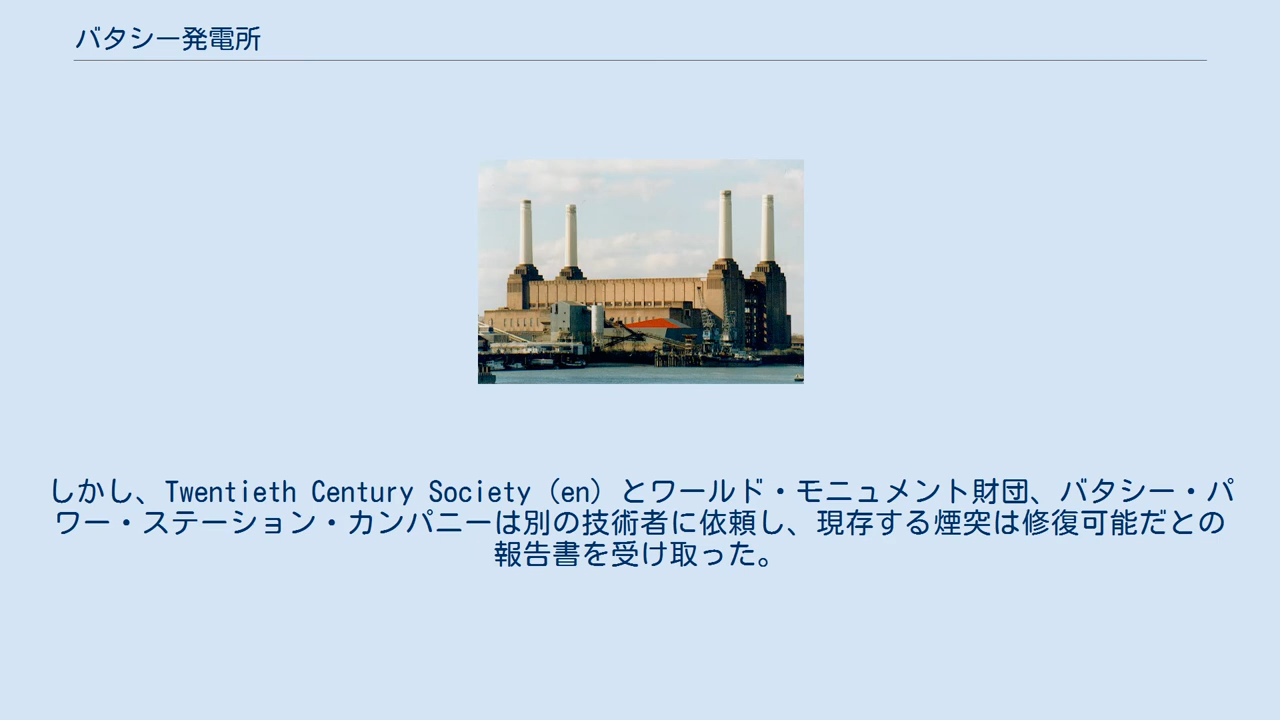 バタシー発電所
しかし、Twentieth Century Society（en）とワールド・モニュメント財団、バタシー・パ
ワー・ステーション・カンパニーは別の技術者に依頼し、現存する煙突は修復可能だとの
報告書を受け取った。